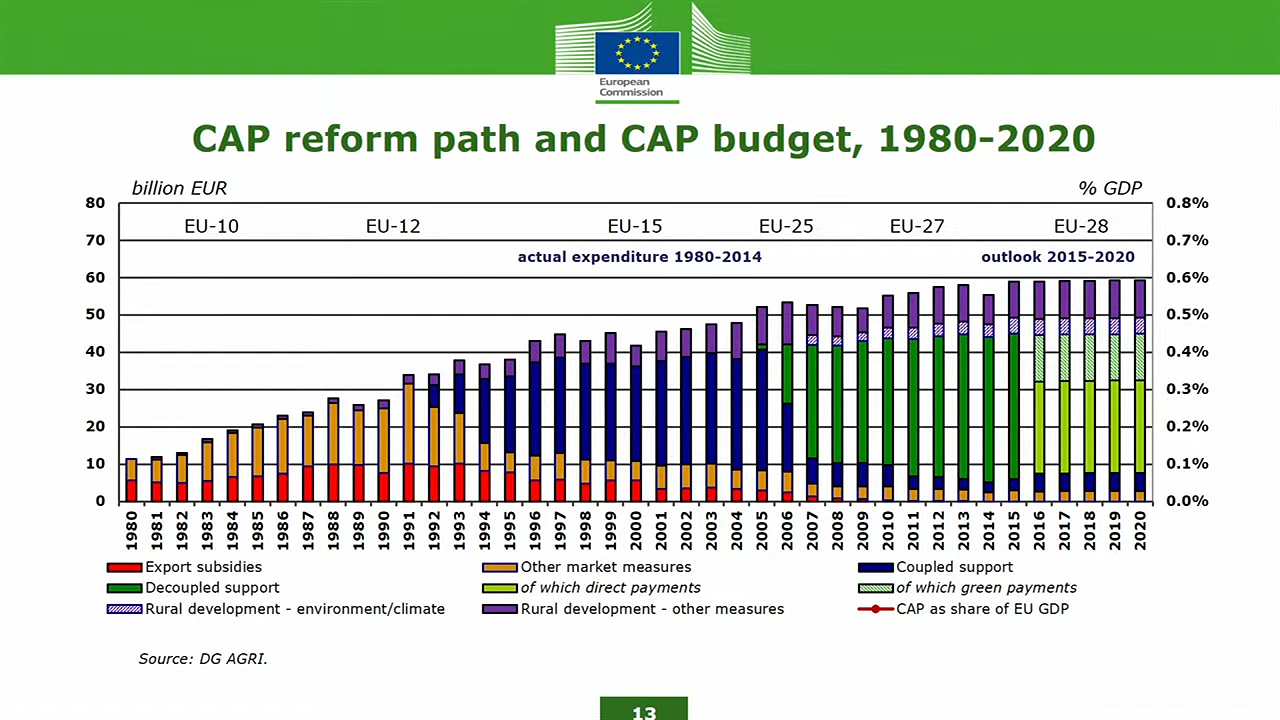 European
Commission
CAP reform path and CAP budget, 1980-2020
billion EUR
% GDP
80
0.8%
EU-10
EU-12
EU-15
EU-25
EU-27
EU-28
70
0.7%
actual expenditure 1980-2014
outlook 2015-2020
60
0.6%
50
0.5%
40
0.4%
30
0.3%
20
0.2%
10
0.1%
0
0.0%
1980
1981
1982
1983
1984
1985
1986
1987
1988
1989
1990
1991
1992
1993
1994
1995
1996
1997
1998
1999
2000
2001
2002
2003
2004
2005
2006
2007
2008
2009
2010
2011
2012
2013
2014
2015
2016
2017
2018
2019
2020
Export subsidies
Other market measures
Coupled support
Decoupled support
of which direct payments
of which green payments
Rural development - environment/climate
Rural development - other measures
CAP as share of EU GDP
Source: DG AGRI.
13